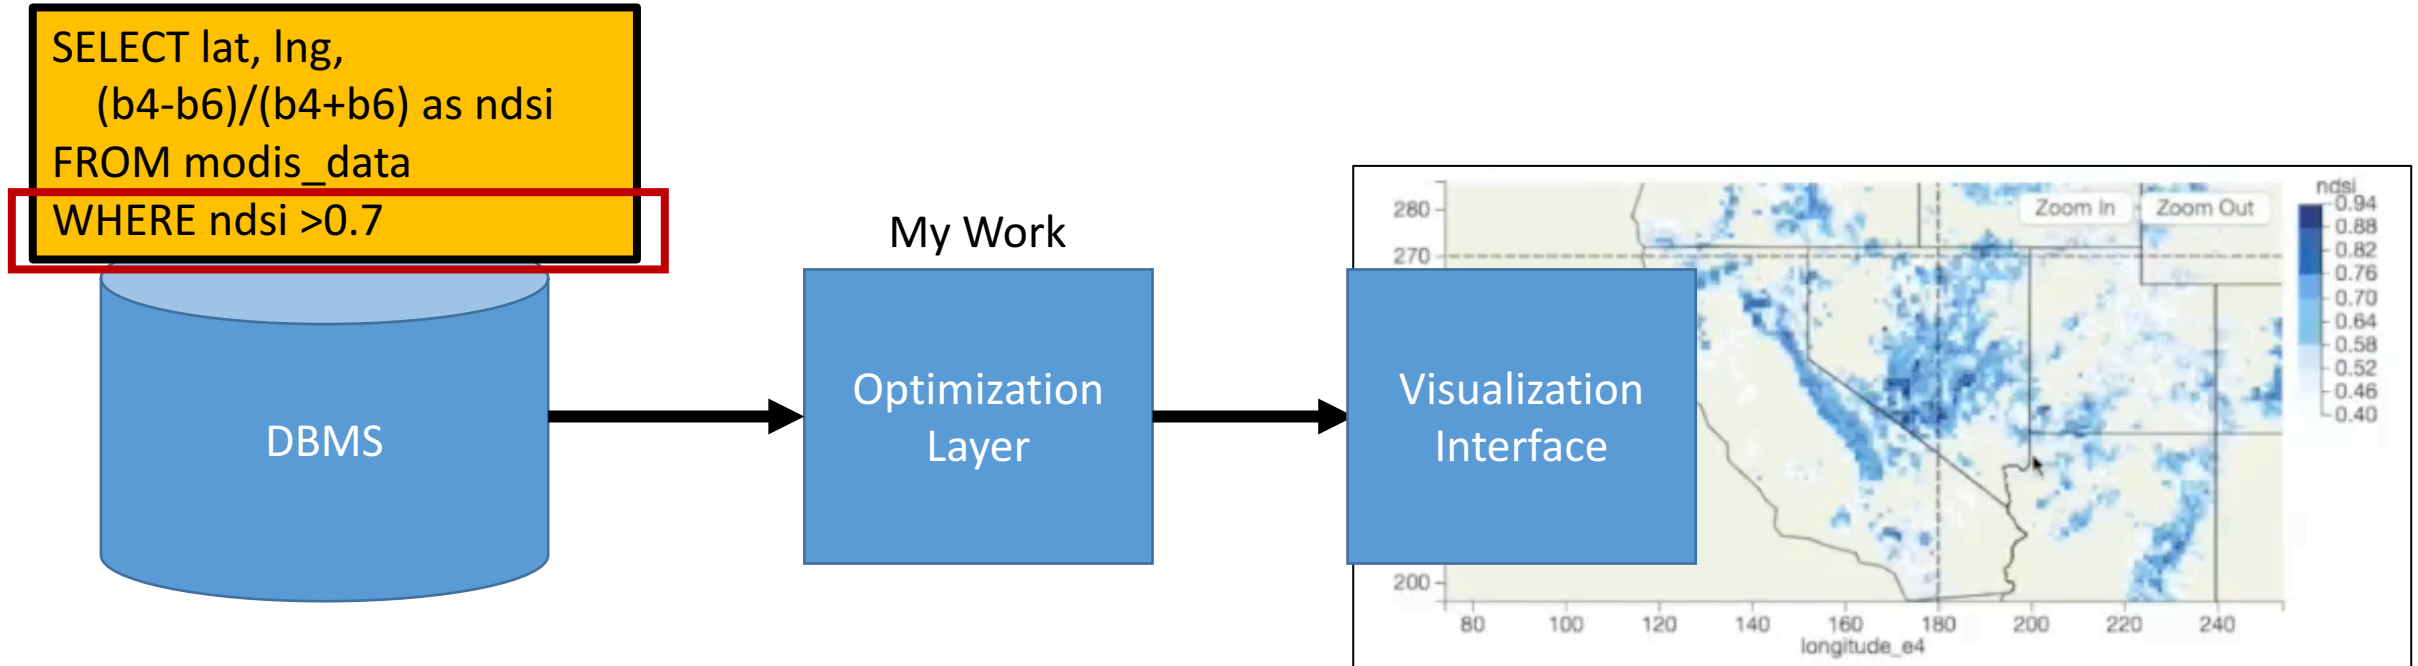 SELECT lat, lng,
(b4-b6)/(b4+b6) as ndsi
FROM modis_data
WHERE ndsi >0.7
DBMS
My Work
Optimization
Layer
Visualization
Interface
280
270
200
80
100
120
140
160
180
200
220
240
longitude_e4
Zoom In
Zoom Out
ndsi
0.94
0.88
0.82
0.76
0.70
0.64
0.58
0.52
0.46
0.40